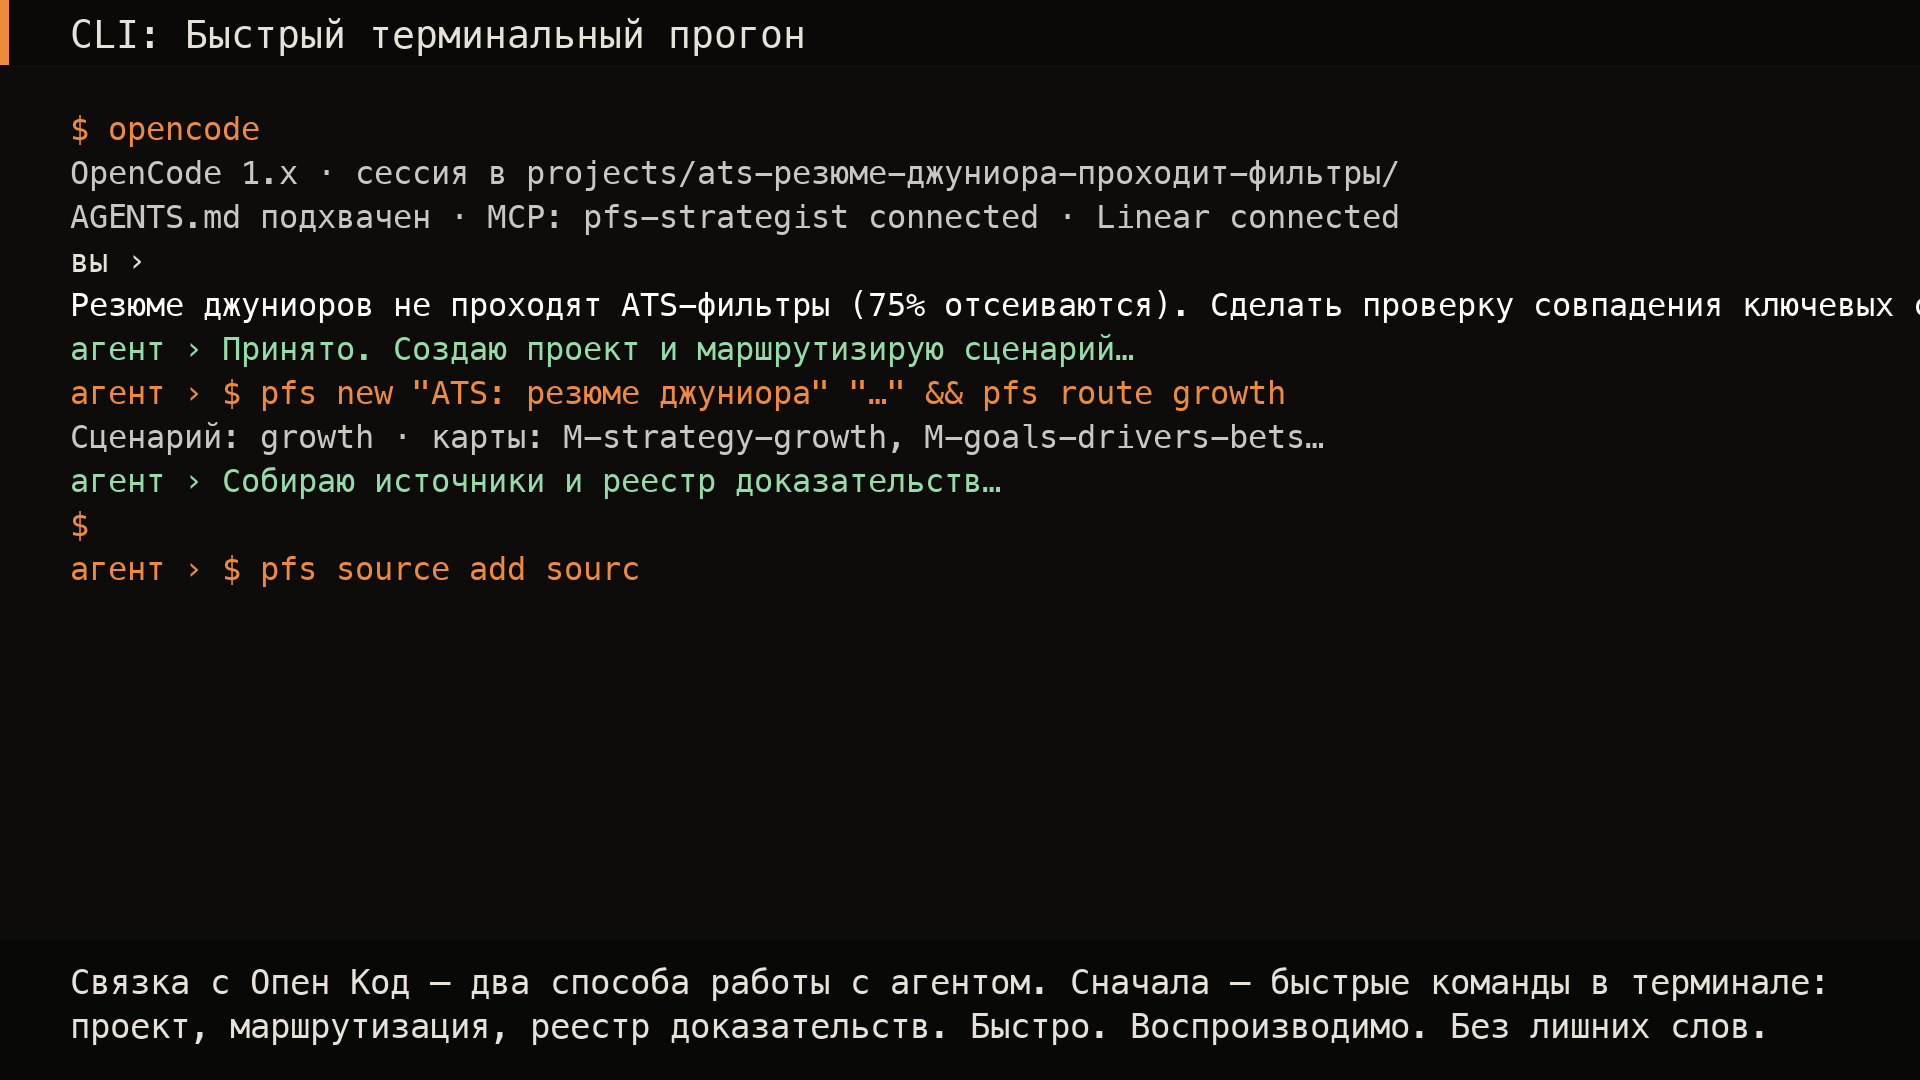 CLI: Быстрый терминальный прогон
$ opencode
OpenCode 1.x · сессия в projects/ats-резюме-джуниора-проходит-фильтры/
AGENTS.md подхвачен · MCP: pfs-strategist connected · Linear connected
вы ›
Резюме джуниоров не проходят ATS-фильтры (75% отсеиваются). Сделать проверку совпадения ключевых
агент › Принято. Создаю проект и маршрутизирую сценарий…
агент › $ pfs new "ATS: резюме джуниора" "…" && pfs route growth
Сценарий: growth · карты: M-strategy-growth, M-goals-drivers-bets…
агент › Собираю источники и реестр доказательств…
$
агент › $ pfs source add sourc
Связка с Опен Код — два способа работы с агентом. Сначала — быстрые команды в терминале:
проект, маршрутизация, реестр доказательств. Быстро. Воспроизводимо. Без лишних слов.